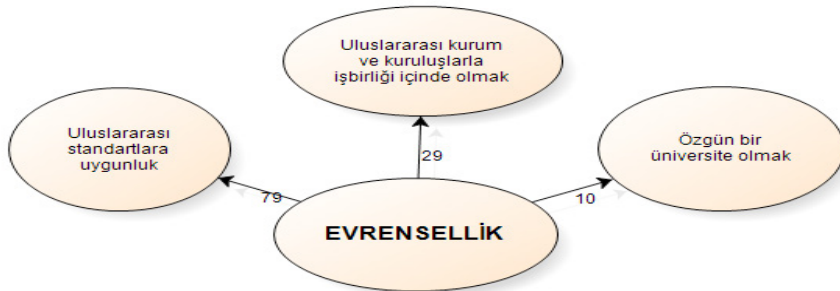 Uluslararası kurum
ve kuruluşlarla
işbirliği içinde olmak
Uluslararası
standartlara
uygunluk
Özgün bir
üniversite olmak
29
79
10
EVRENSELLİK